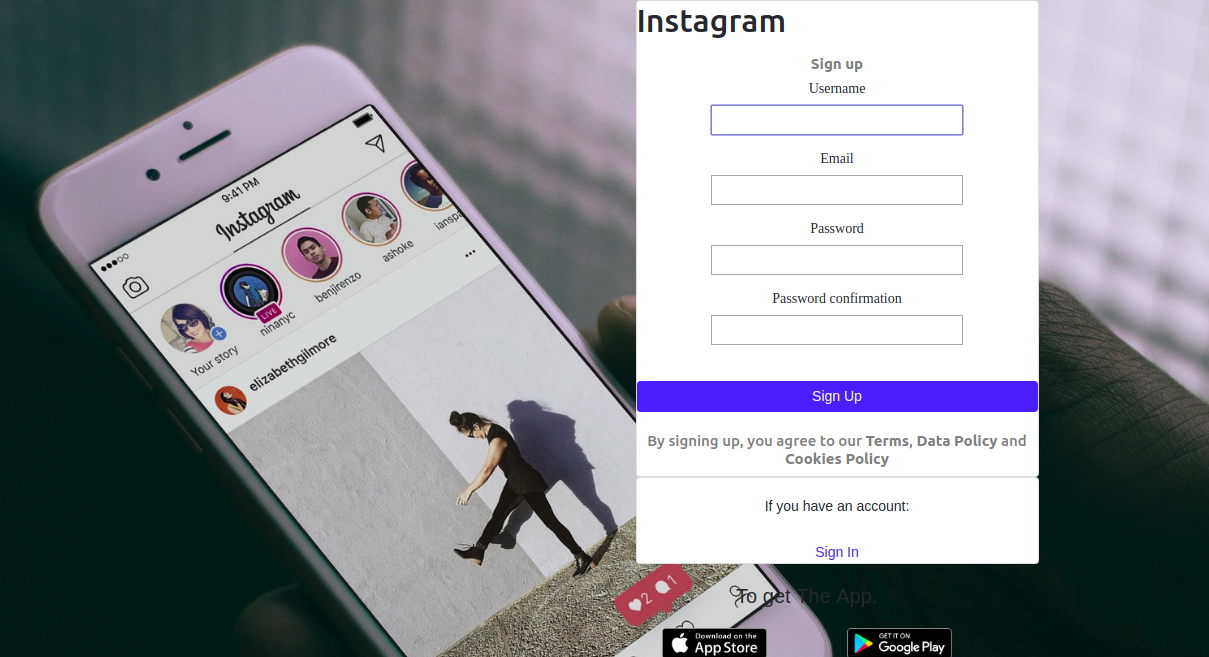 Instagram
Sign up
Username
Email
Password
Password confirmation
Sign Up
By signing up, you agree to our Terms, Data Policy and
Cookies Policy
If you have an account:
Sign In
To get The App.
Download on the
App Store
GET IT ON
Google Play
9:41 PM
Instagram
Your story
LIVE
ninanyc
benjirenzo
ashoke
iansp
elizabethgilmore
2 1